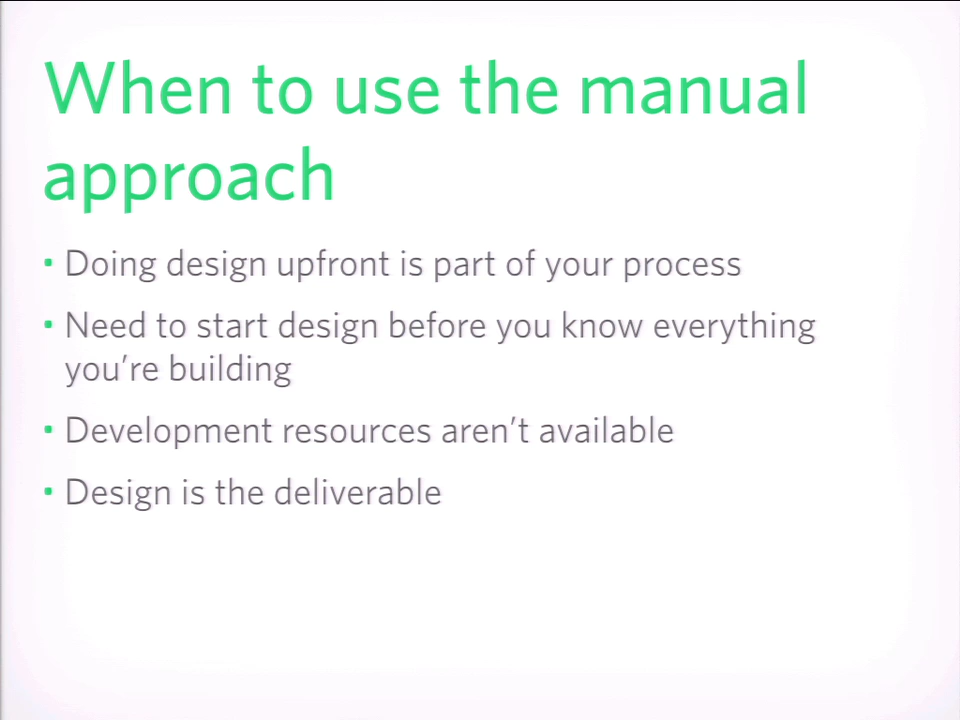 When to use the manual
approach
• Doing design upfront is part of your process
• Need to start design before you know everything
you're building
• Development resources aren't available
• Design is the deliverable